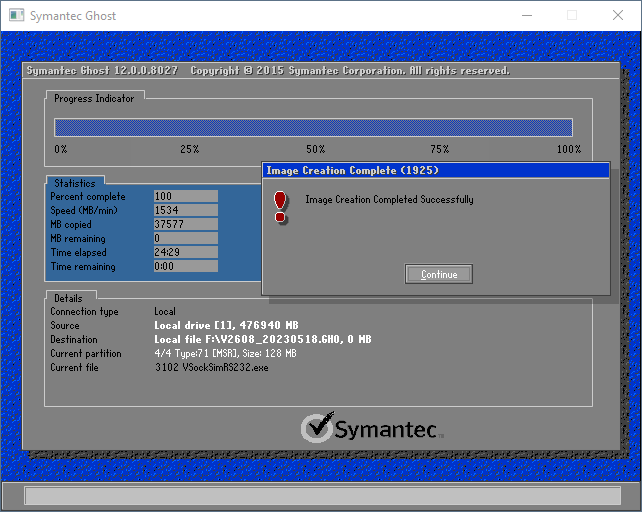 Symantec Ghost
Symantec Ghost 12.0.0.8027 Copyright © 2015 Symantec Corporation. All rights reserved.
Progress Indicator
0% 25% 50% 75% 100%
Image Creation Complete (1925)
Image Creation Completed Successfully
Continue
Statistics
Percent complete 100
Speed (MB/min) 1534
MB copied 37577
MB remaining 0
Time elapsed 24:29
Time remaining 0:00
Details
Connection type Local
Source Local drive [1], 476940 MB
Destination Local file F:\V2608_20230518.GHO, 0 MB
Current partition 4/4 Type:71 [MSR], Size: 128 MB
Current file 3102 VSockSimRS232.exe
Symantec™